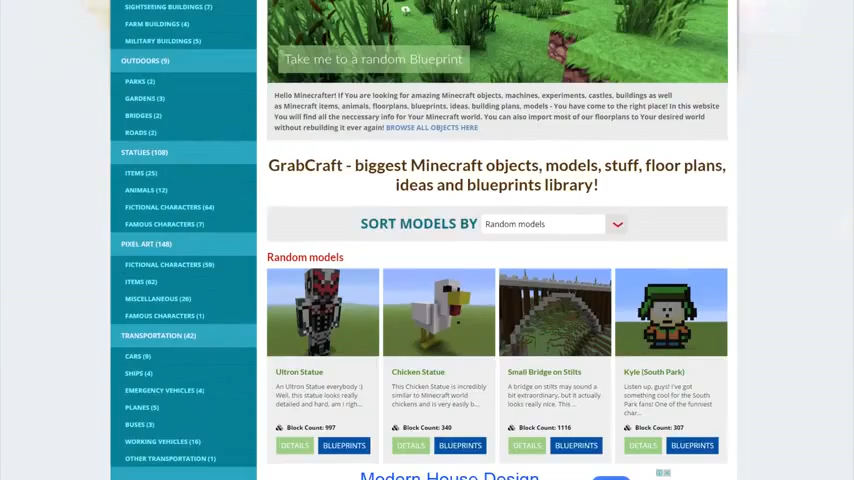 SIGHTSEEING BUILDINGS (7)
FARM BUILDINGS (4)
MILITARY BUILDINGS (5)
OUTDOORS (9)
PARKS (2)
GARDENS (3)
BRIDGES (2)
ROADS (2)
STATUES (108)
ITEMS (25)
ANIMALS (12)
FICTIONAL CHARACTERS (64)
FAMOUS CHARACTERS (7)
PIXEL ART (148)
FICTIONAL CHARACTERS (59)
ITEMS (62)
MISCELLANEOUS (26)
FAMOUS CHARACTERS (1)
TRANSPORTATION (42)
CARS (9)
SHIPS (4)
EMERGENCY VEHICLES (4)
PLANES (5)
BUSES (3)
WORKING VEHICLES (16)
OTHER TRANSPORTATION (1)
Take me to a random Blueprint
Hello Minecrafter! If You are looking for amazing Minecraft objects, machines, experiments, castles, buildings as well
as Minecraft items, animals, floorplans, blueprints, ideas, building plans, models - You have come to the right place! In this website
You will find all the neccessary info for Your Minecraft world. You can also import most of our floorplans to Your desired world
without rebuilding it ever again! BROWSE ALL OBJECTS HERE
GrabCraft - biggest Minecraft objects, models, stuff, floor plans,
ideas and blueprints library!
SORT MODELS BY Random models
Random models
Ultron Statue
An Ultron Statue everybody :)
Well, this statue looks really
detailed and hard, am i righ...
Block Count: 997
DETAILS BLUEPRINTS
Chicken Statue
This Chicken Statue is incredibly
similar to Minecraft world
chickens and is very easily b...
Block Count: 340
DETAILS BLUEPRINTS
Small Bridge on Stilts
A bridge on stilts may sound a
bit extraordinary, but it actually
looks really nice. This ...
Block Count: 1116
DETAILS BLUEPRINTS
Kyle (South Park)
Listen up, guys! I've got
something cool for the South
Park fans! One of the funniest
char...
Block Count: 307
DETAILS BLUEPRINTS
Modern House Design